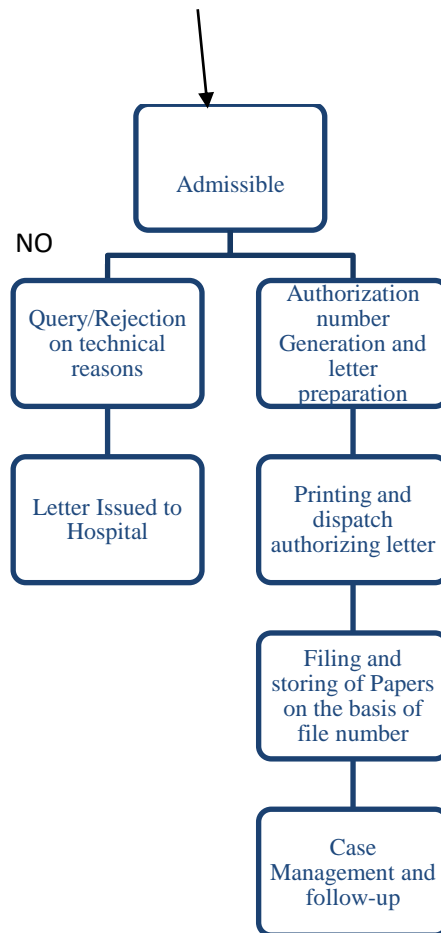 Admissible
NO
Query/Rejection
on technical
reasons
Authorization
number
Generation and
letter
preparation
Letter Issued to
Hospital
Printing and
dispatch
authorizing letter
Filing and
storing of Papers
on the basis of
file number
Case
Management and
follow-up